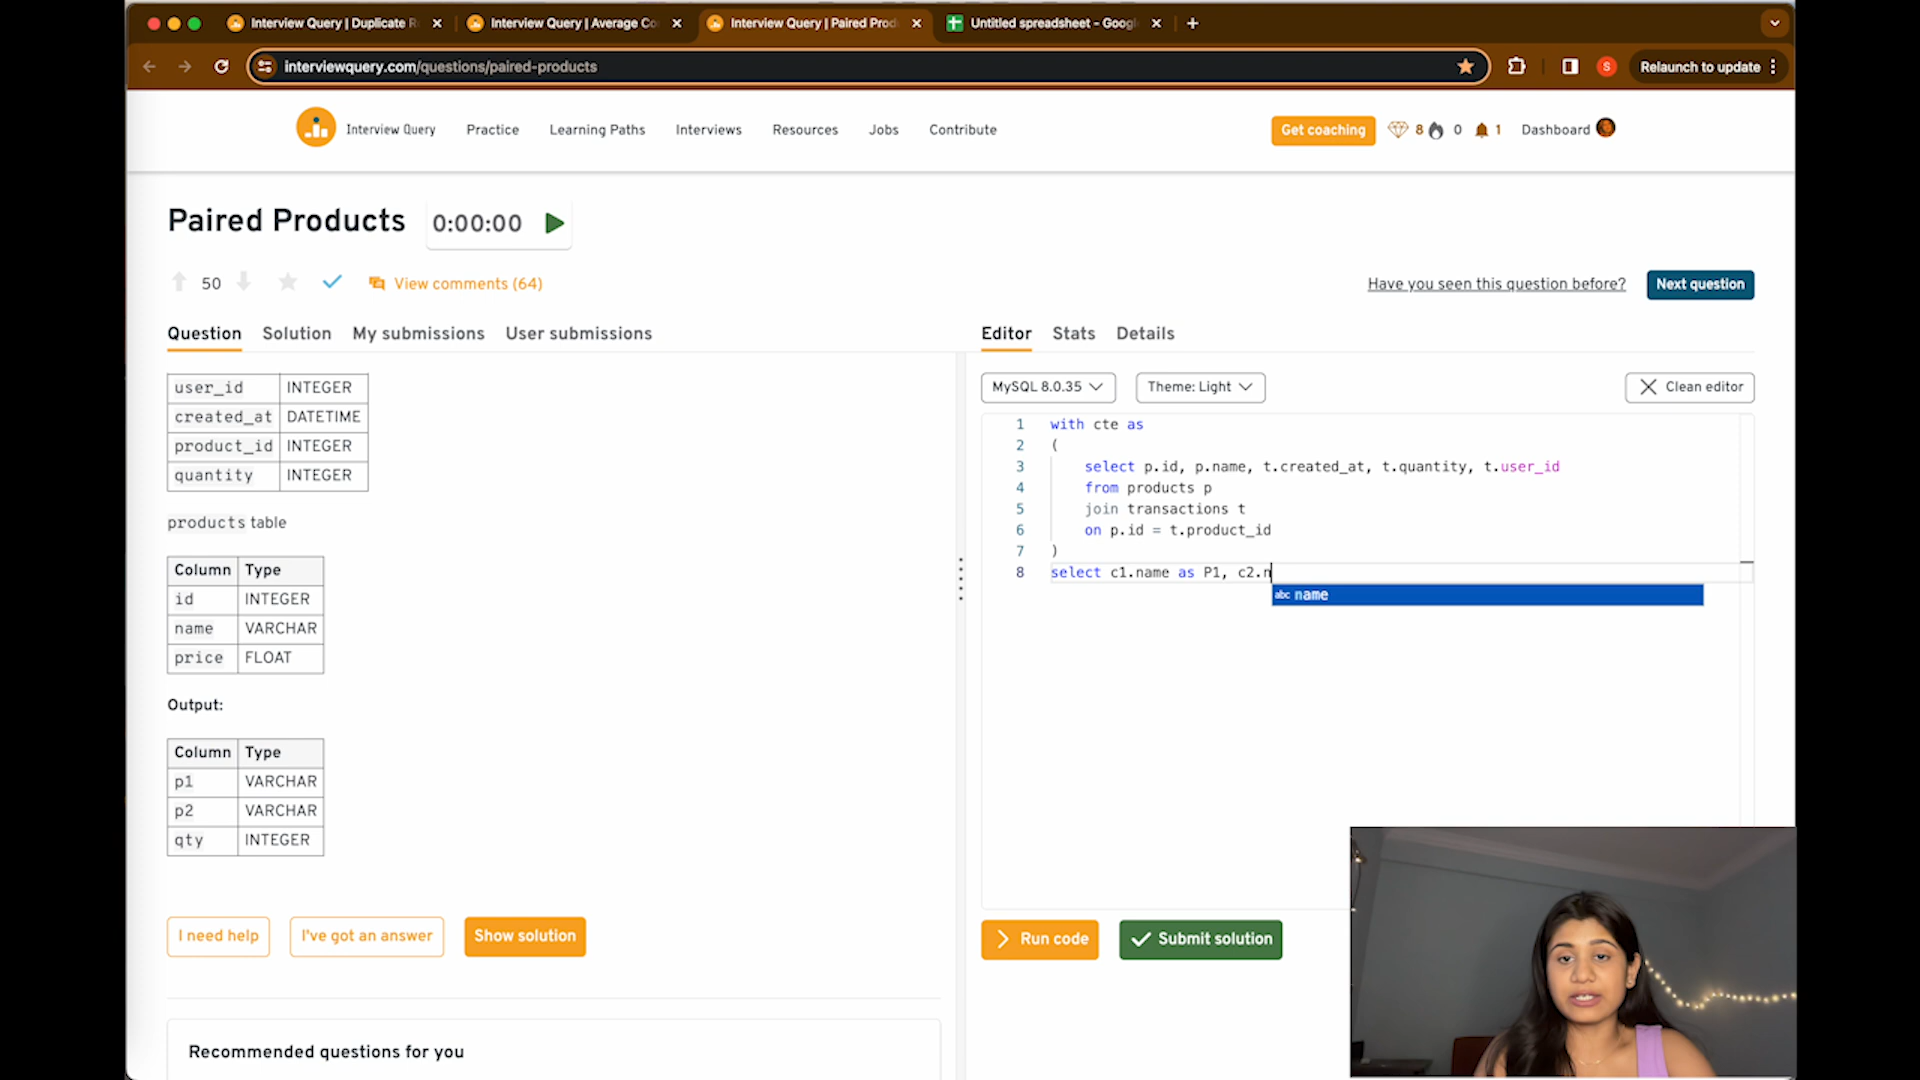 Interview Query | Duplicate R
Interview Query | Average Co
Interview Query | Paired Prod
Untitled spreadsheet - Googl
interviewquery.com/questions/paired-products
S
Relaunch to update
Interview Query
Practice
Learning Paths
Interviews
Resources
Jobs
Contribute
Get coaching
8
0
1
Dashboard
Paired Products
0:00:00
50
View comments (64)
Have you seen this question before?
Next question
Question
Solution
My submissions
User submissions
user_id INTEGER
created_at DATETIME
product_id INTEGER
quantity INTEGER
products table
Column Type
id INTEGER
name VARCHAR
price FLOAT
Output:
Column Type
p1 VARCHAR
p2 VARCHAR
qty INTEGER
I need help
I've got an answer
Show solution
Recommended questions for you
Editor
Stats
Details
MySQL 8.0.35
Theme: Light
Clean editor
1 with cte as
2 (
3 select p.id, p.name, t.created_at, t.quantity, t.user_id
4 from products p
5 join transactions t
6 on p.id = t.product_id
7 )
8 select c1.name as P1, c2.n
abc name
Run code
Submit solution